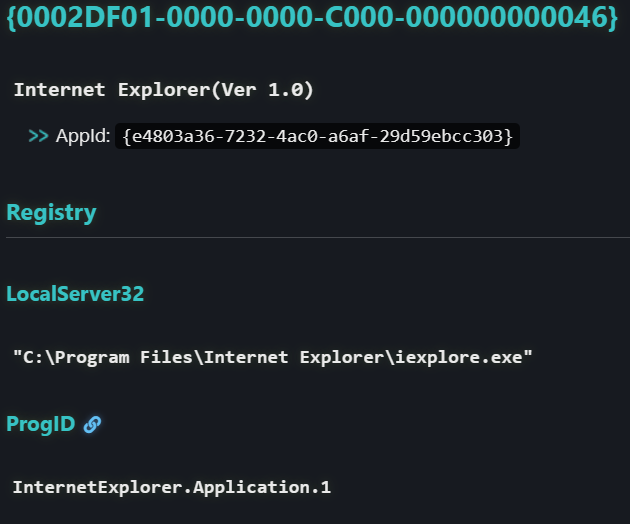 {0002DF01-0000-0000-C000-000000000046}
Internet Explorer(Ver 1.0)
>> AppId: {e4803a36-7232-4ac0-a6af-29d59ebcc303}
Registry
LocalServer32
"C:\Program Files\Internet Explorer\iexplore.exe"
ProgID
InternetExplorer.Application.1